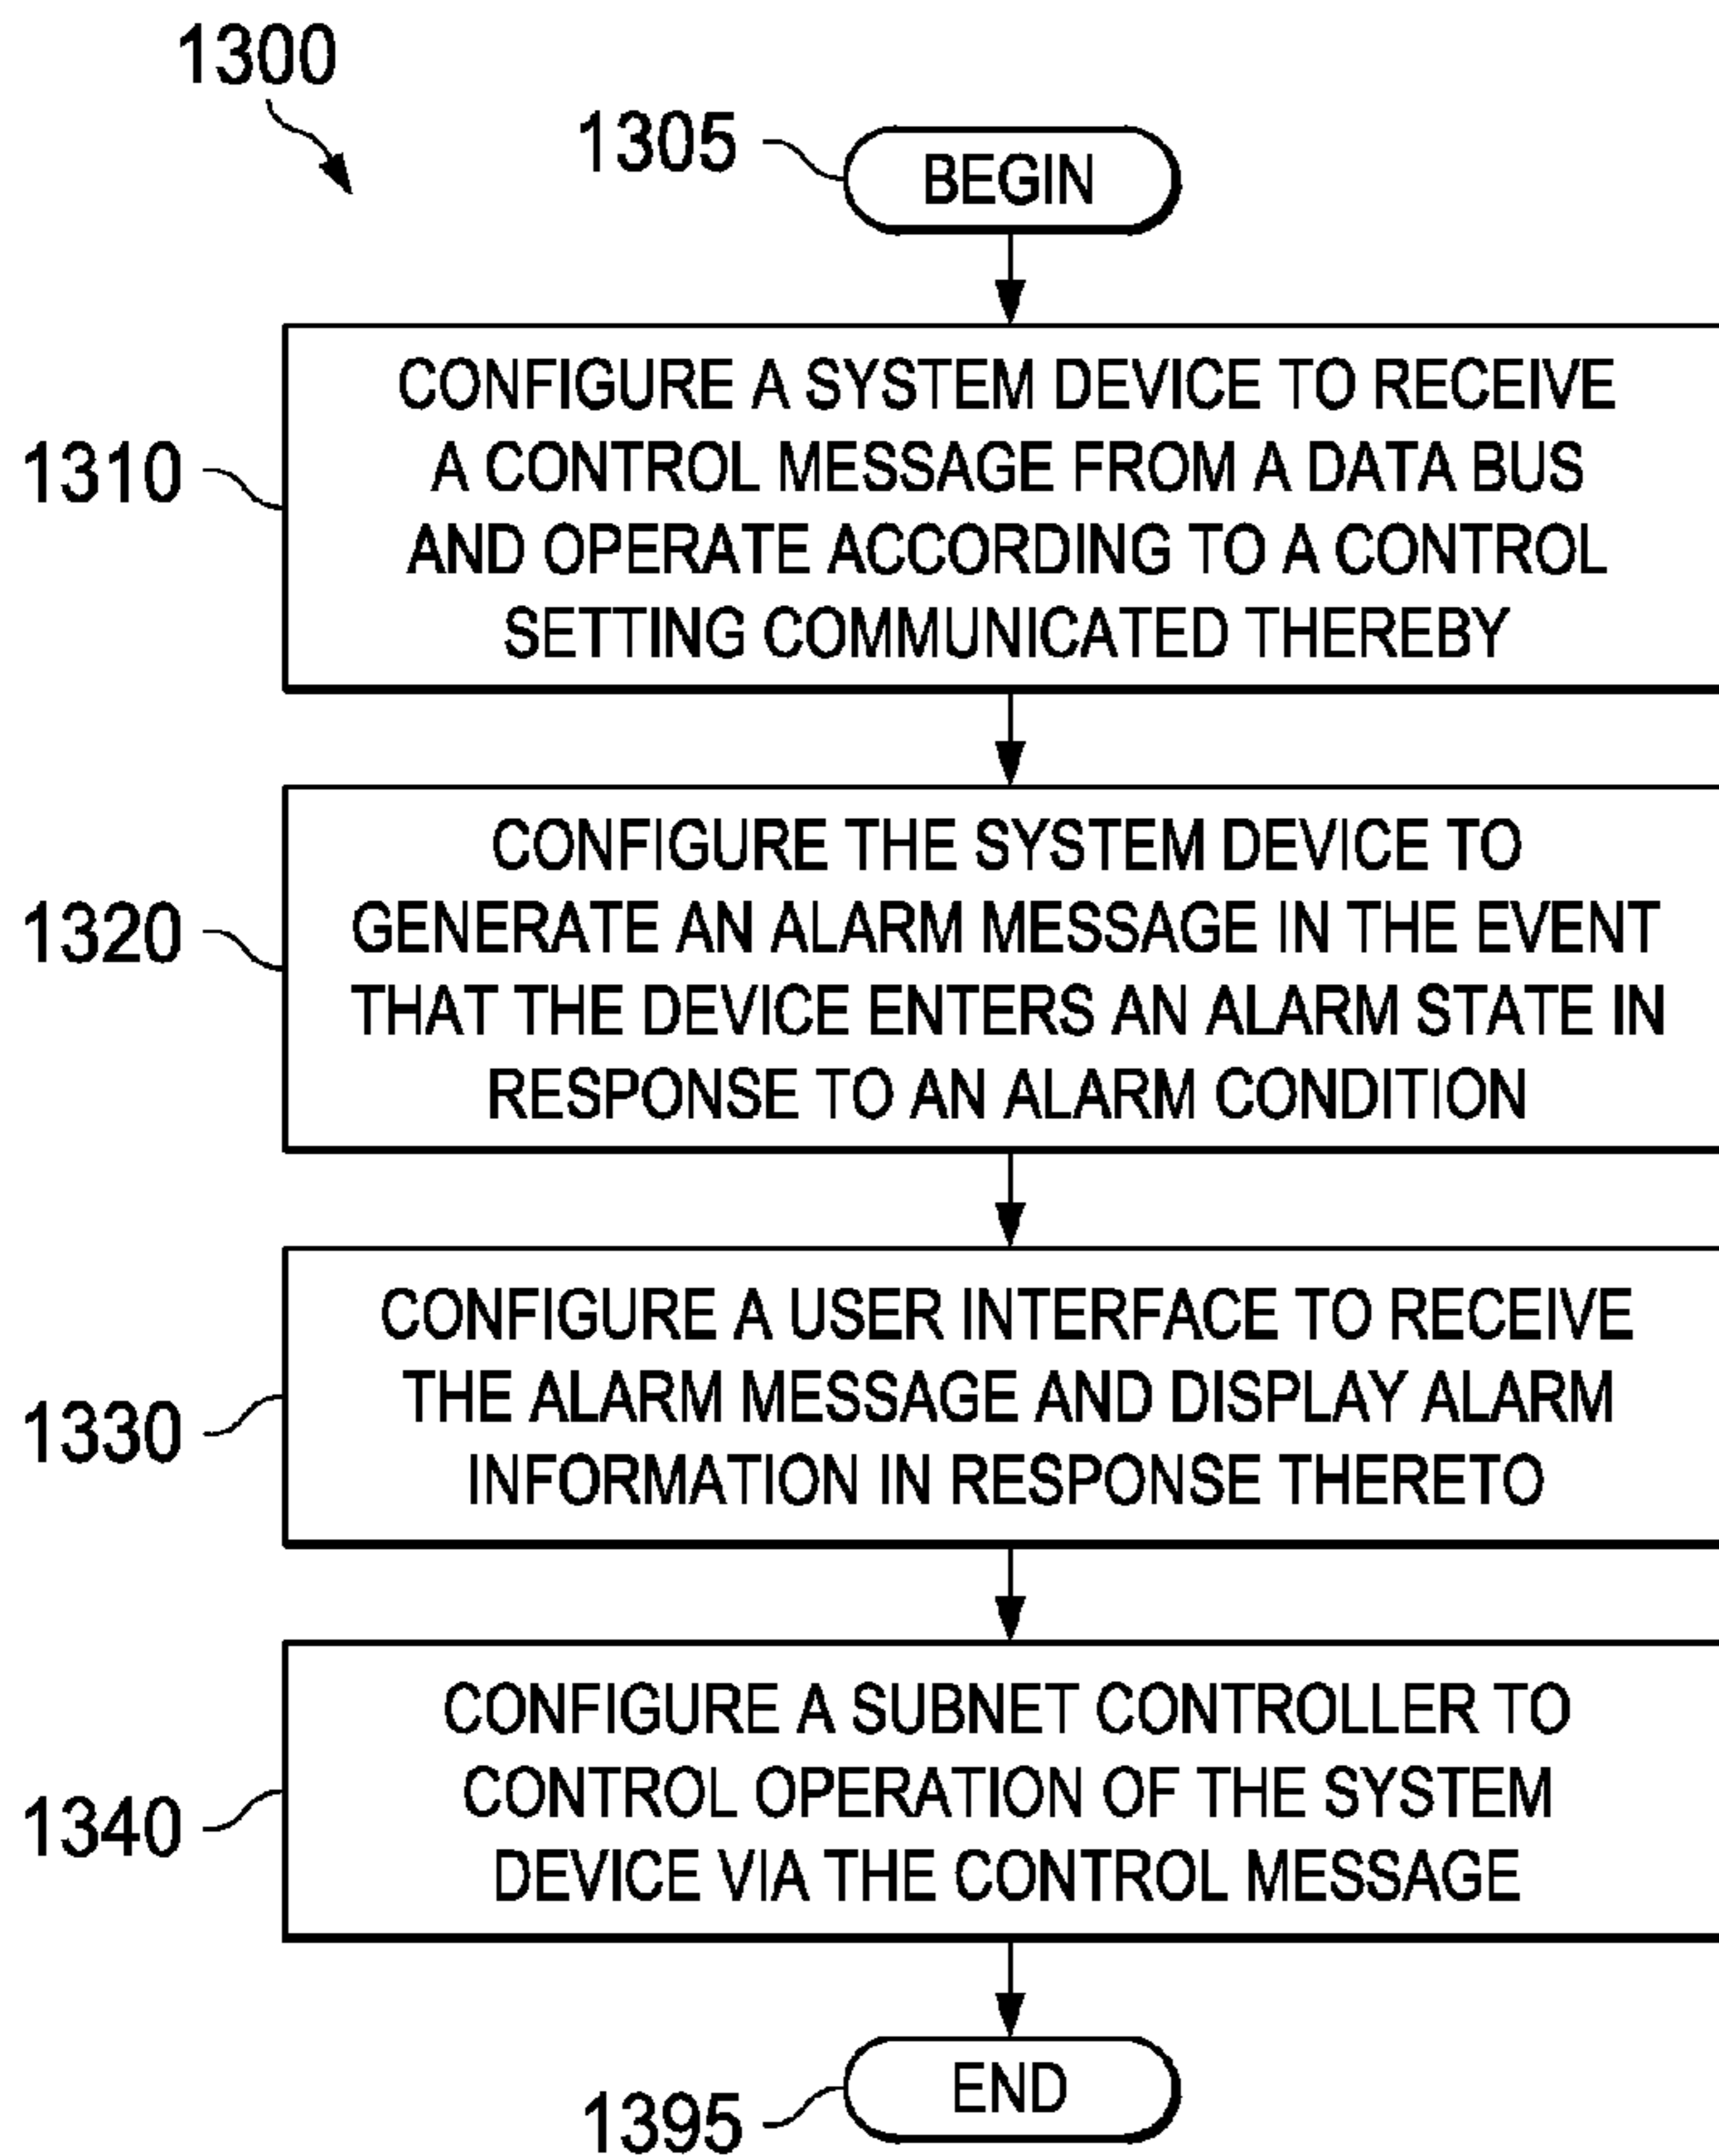 1300
1305
BEGIN
1310
CONFIGURE A SYSTEM DEVICE TO RECEIVE
A CONTROL MESSAGE FROM A DATA BUS
AND OPERATE ACCORDING TO A CONTROL
SETTING COMMUNICATED THEREBY
1320
CONFIGURE THE SYSTEM DEVICE TO
GENERATE AN ALARM MESSAGE IN THE EVENT
THAT THE DEVICE ENTERS AN ALARM STATE IN
RESPONSE TO AN ALARM CONDITION
1330
CONFIGURE A USER INTERFACE TO RECEIVE
THE ALARM MESSAGE AND DISPLAY ALARM
INFORMATION IN RESPONSE THERETO
1340
CONFIGURE A SUBNET CONTROLLER TO
CONTROL OPERATION OF THE SYSTEM
DEVICE VIA THE CONTROL MESSAGE
1395
END